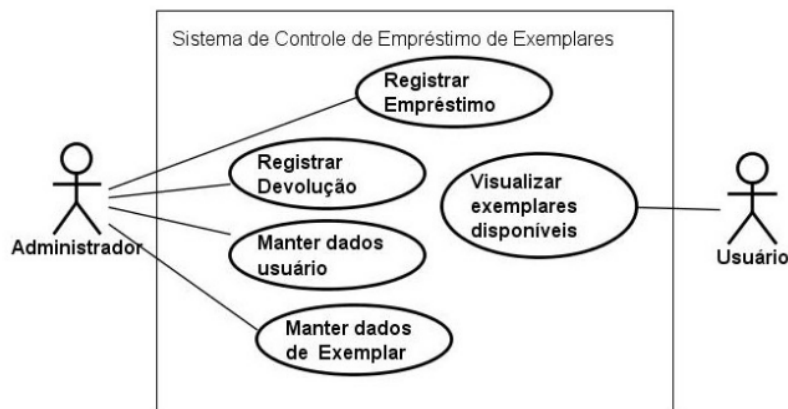 Sistema de Controle de Empréstimo de Exemplares
Registrar
Empréstimo
Registrar
Devolução
Visualizar
exemplares
disponíveis
Administrador
Manter dados
usuário
Usuário
Manter dados
de Exemplar